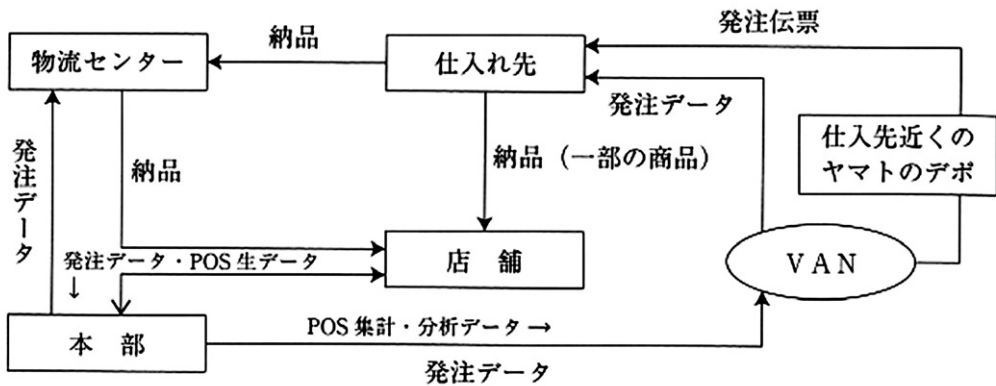 発注伝票
納品
物流センター
仕入れ先
発注データ
仕入先近くの
ヤマトのデポ
発注データ
納品
納品（一部の商品）
店　舗
VAN
発注データ・POS生データ
↓
本　部
POS集計・分析データ→
発注データ